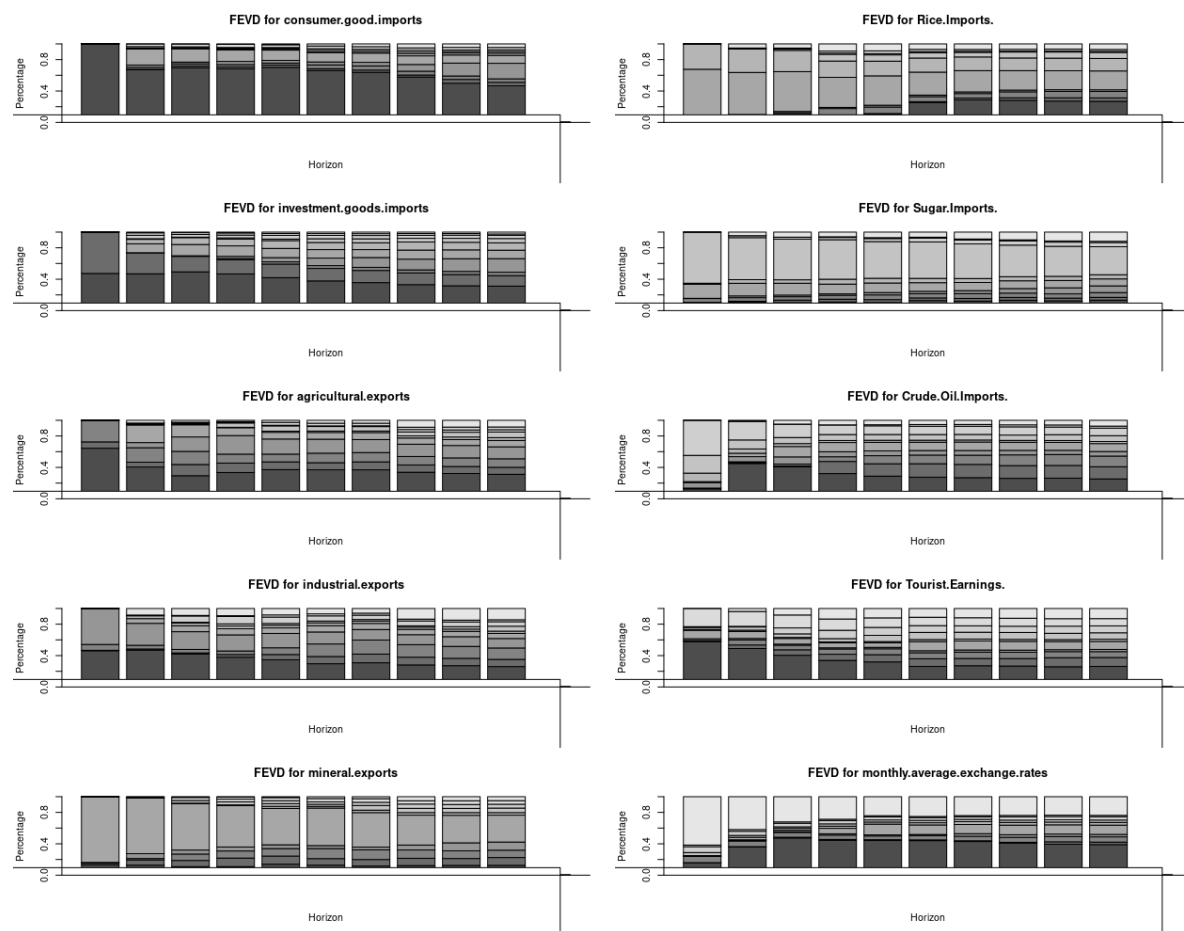 FEVD for consumer.good.imports
Percentage
0.0 0.4 0.8
Horizon
FEVD for Rice.Imports.
Percentage
0.0 0.4 0.8
Horizon
FEVD for investment.goods.imports
Percentage
0.0 0.4 0.8
Horizon
FEVD for Sugar.Imports.
Percentage
0.0 0.4 0.8
Horizon
FEVD for agricultural.exports
Percentage
0.0 0.4 0.8
Horizon
FEVD for Crude.Oil.Imports.
Percentage
0.0 0.4 0.8
Horizon
FEVD for industrial.exports
Percentage
0.0 0.4 0.8
Horizon
FEVD for Tourist.Earnings.
Percentage
0.0 0.4 0.8
Horizon
FEVD for mineral.exports
Percentage
0.0 0.4 0.8
Horizon
FEVD for monthly.average.exchange.rates
Percentage
0.0 0.4 0.8
Horizon